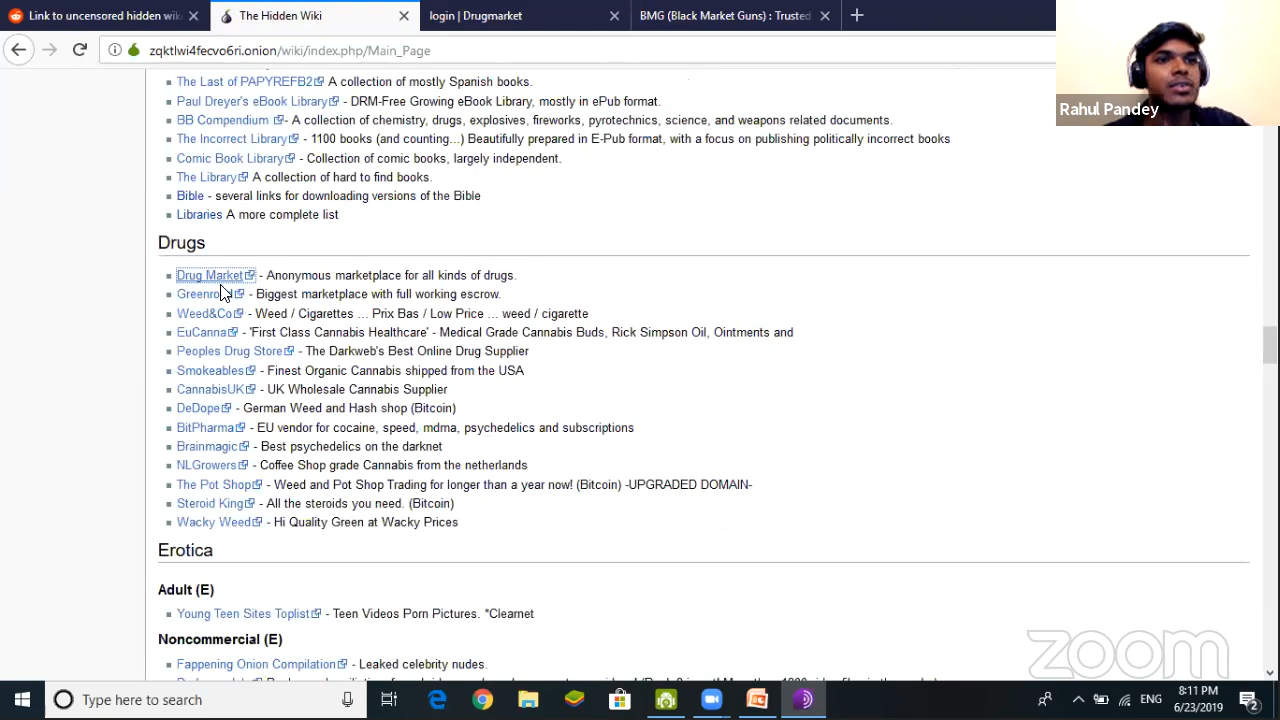 Link to uncensored hidden wiki
The Hidden Wiki
login | Drugmarket
BMG (Black Market Guns) : Trusted
zqktlwi4fecvo6ri.onion/wiki/index.php/Main_Page
Rahul Pandey
The Last of PAPYREFB2 A collection of mostly Spanish books.
Paul Dreyer's eBook Library - DRM-Free Growing eBook Library, mostly in ePub format.
BB Compendium - A collection of chemistry, drugs, explosives, fireworks, pyrotechnics, science, and weapons related documents.
The Incorrect Library - 1100 books (and counting...) Beautifully prepared in E-Pub format, with a focus on publishing politically incorrect books
Comic Book Library - Collection of comic books, largely independent.
The Library A collection of hard to find books.
Bible - several links for downloading versions of the Bible
Libraries A more complete list
Drugs
Drug Market - Anonymous marketplace for all kinds of drugs.
- Biggest marketplace with full working escrow.
Weed&Co - Weed / Cigarettes ... Prix Bas / Low Price ... weed / cigarette
EuCanna - 'First Class Cannabis Healthcare' - Medical Grade Cannabis Buds, Rick Simpson Oil, Ointments and
Peoples Drug Store - The Darkweb's Best Online Drug Supplier
Smokeables - Finest Organic Cannabis shipped from the USA
CannabisUK - UK Wholesale Cannabis Supplier
DeDope - German Weed and Hash shop (Bitcoin)
BitPharma - EU vendor for cocaine, speed, mdma, psychedelics and subscriptions
Brainmagic - Best psychedelics on the darknet
NLGrowers - Coffee Shop grade Cannabis from the netherlands
The Pot Shop - Weed and Pot Shop Trading for longer than a year now! (Bitcoin) -UPGRADED DOMAIN-
Steroid King - All the steroids you need. (Bitcoin)
Wacky Weed - Hi Quality Green at Wacky Prices
Erotica
Adult (E)
Young Teen Sites Toplist - Teen Videos Porn Pictures. *Clearnet
Noncommercial (E)
Fappening Onion Compilation - Leaked celebrity nudes.
zoom
Type here to search
ENG
8:11 PM
6/23/2019
2